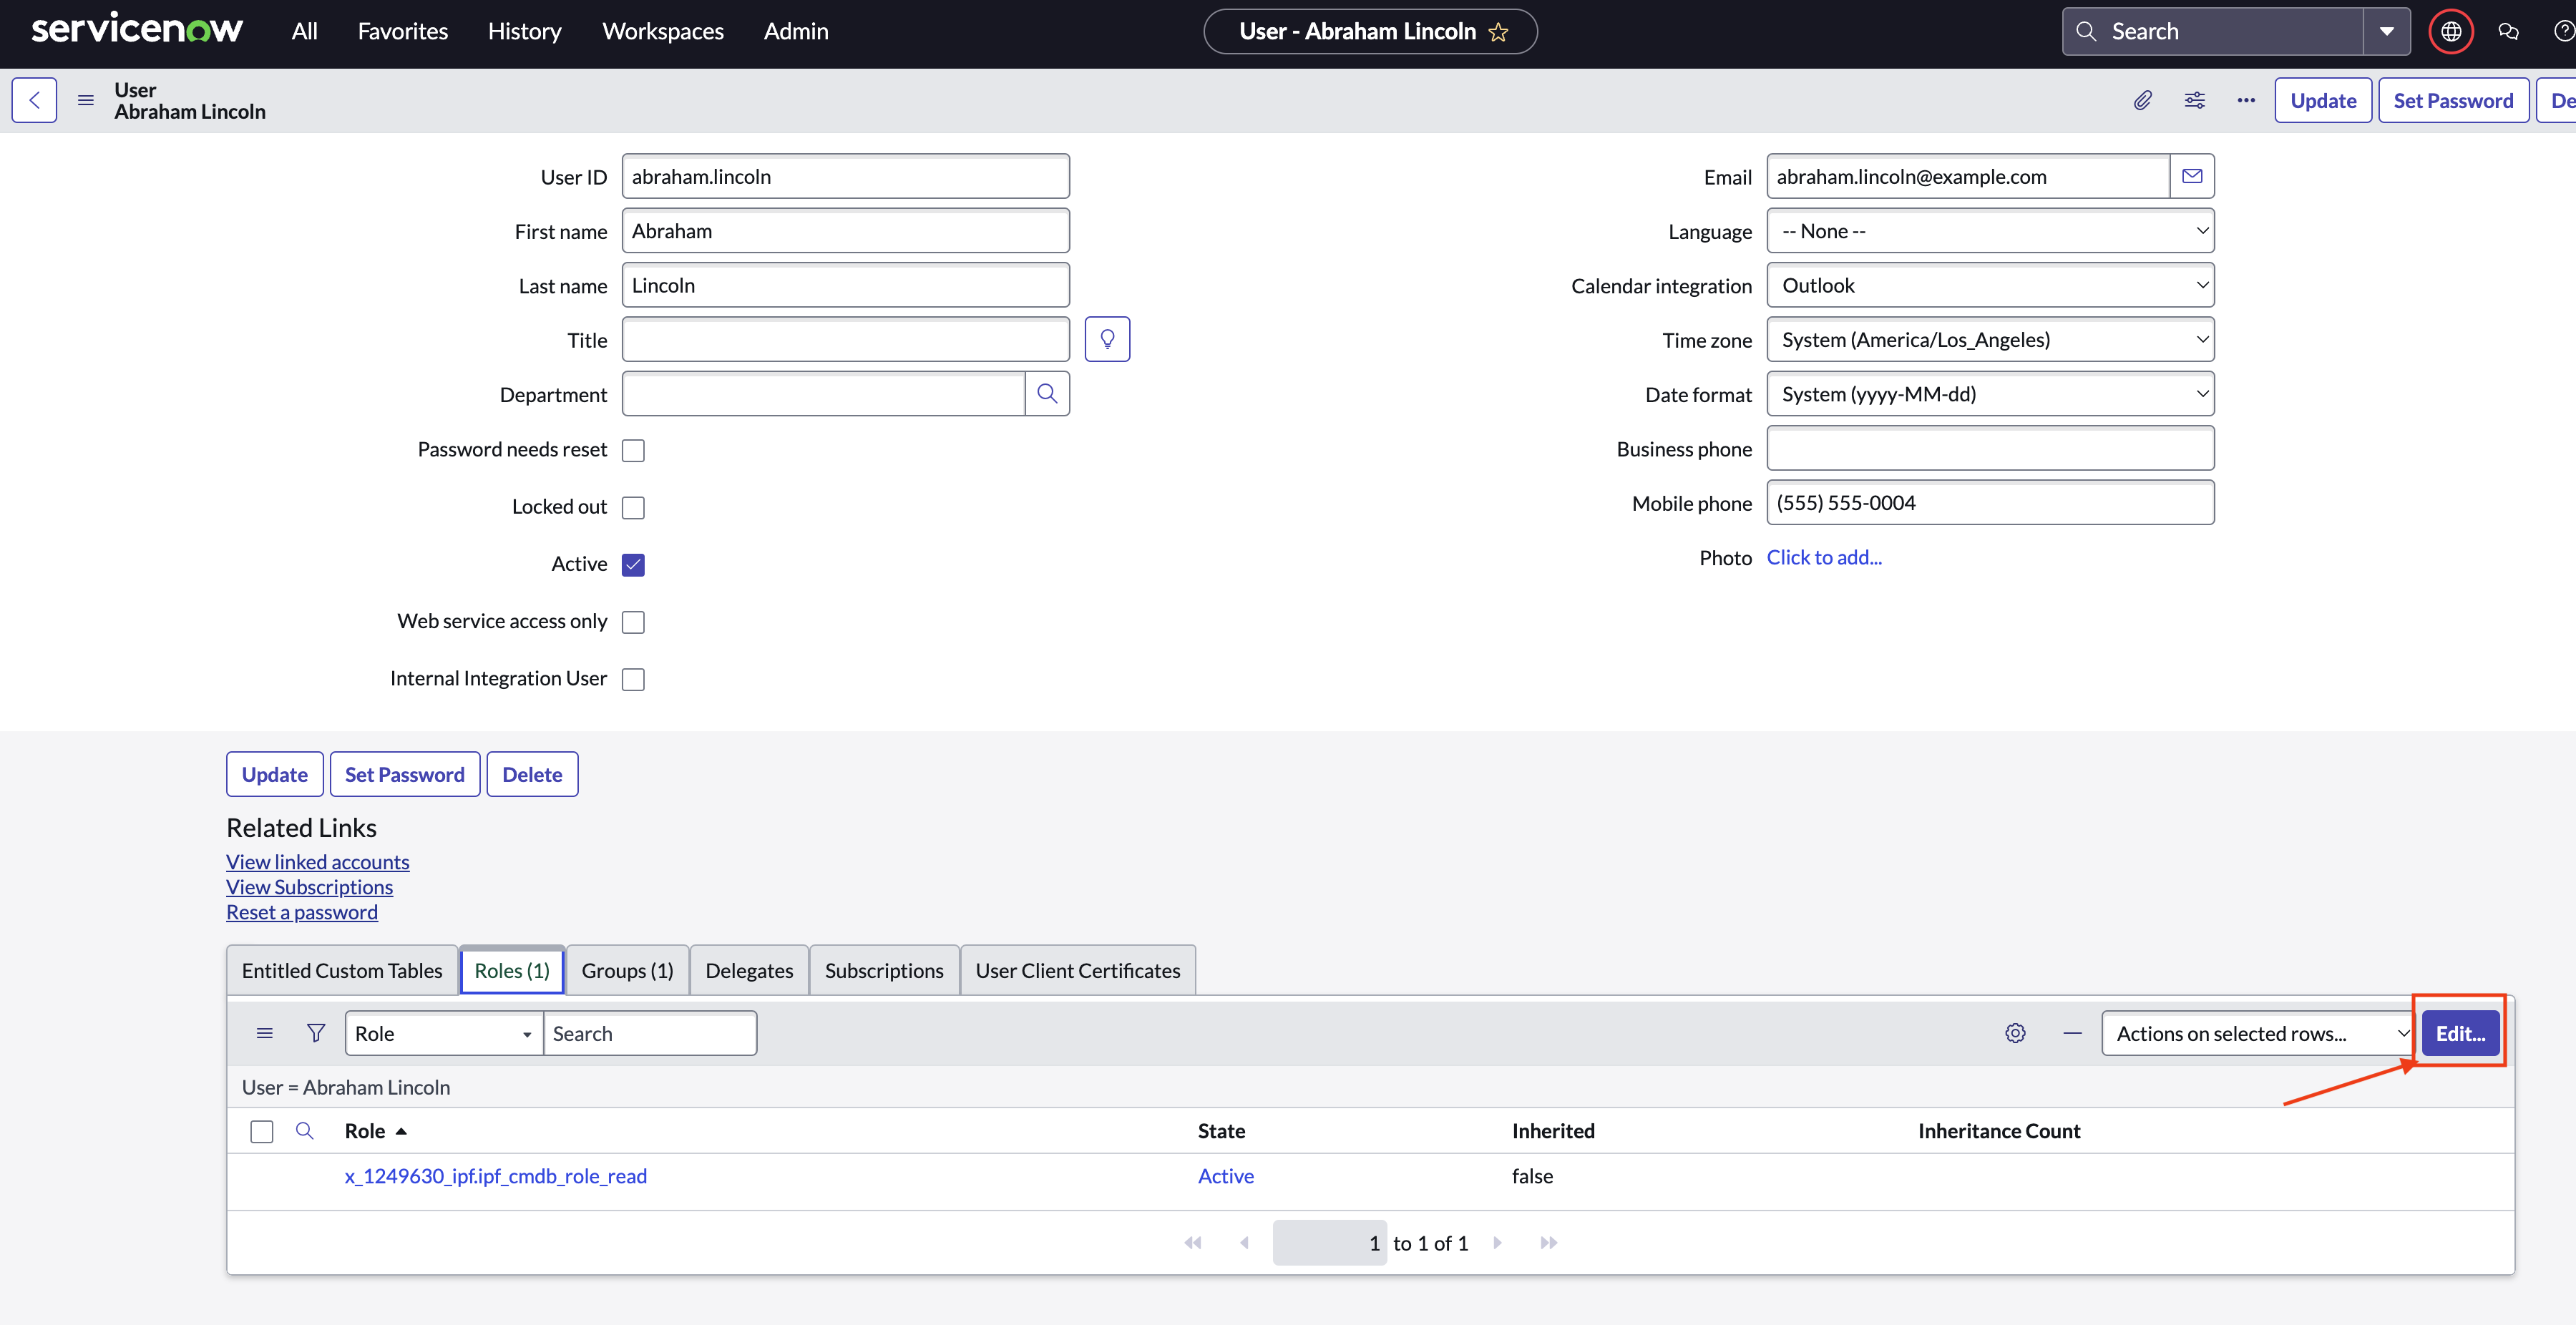 servicenow All Favorites History Workspaces Admin User - Abraham Lincoln Search
User
Abraham Lincoln
Update Set Password De
User ID abraham.lincoln
First name Abraham
Last name Lincoln
Title
Department
Password needs reset
Locked out
Active
Web service access only
Internal Integration User
Email abraham.lincoln@example.com
Language -- None --
Calendar integration Outlook
Time zone System (America/Los_Angeles)
Date format System (yyyy-MM-dd)
Business phone
Mobile phone (555) 555-0004
Photo Click to add...
Update Set Password Delete
Related Links
View linked accounts
View Subscriptions
Reset a password
Entitled Custom Tables Roles (1) Groups (1) Delegates Subscriptions User Client Certificates
Role Search Actions on selected rows... Edit...
User = Abraham Lincoln
Role State Inherited Inheritance Count
x_1249630_ipf.ipf_cmdb_role_read Active false
1 to 1 of 1